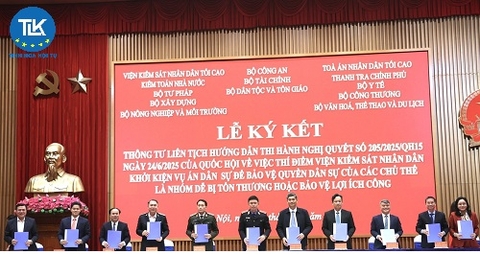 TLK
VIỆN KIỂM SÁT NHÂN DÂN TỐI CAO
KIỂM TOÁN NHÀ NƯỚC
BỘ TƯ PHÁP
BỘ XÂY DỰNG
BỘ NÔNG NGHIỆP VÀ MÔI TRƯỜNG
BỘ CÔNG AN
BỘ TÀI CHÍNH
BỘ DÂN TỘC VÀ TÔN GIÁO
TOÀ ÁN NHÂN DÂN TỐI CAO
THANH TRA CHÍNH PHỦ
BỘ Y TẾ
BỘ CÔNG THƯƠNG
BỘ VĂN HOÁ, THỂ THAO VÀ DU LỊCH
LỄ KÝ KẾT
THÔNG TƯ LIÊN TỊCH HƯỚNG DẪN THI HÀNH NGHỊ QUYẾT SỐ 205/2025/QH15
NGÀY 24/6/2025 CỦA QUỐC HỘI VỀ VIỆC THÍ ĐIỂM VIỆN KIỂM SÁT NHÂN DÂN
KHỞI KIỆN VỤ ÁN DÂN SỰ ĐỂ BẢO VỆ QUYỀN DÂN SỰ CỦA CÁC CHỦ THỂ
LÀ NHÓM DỄ BỊ TỔN THƯƠNG HOẶC BẢO VỆ LỢI ÍCH CÔNG